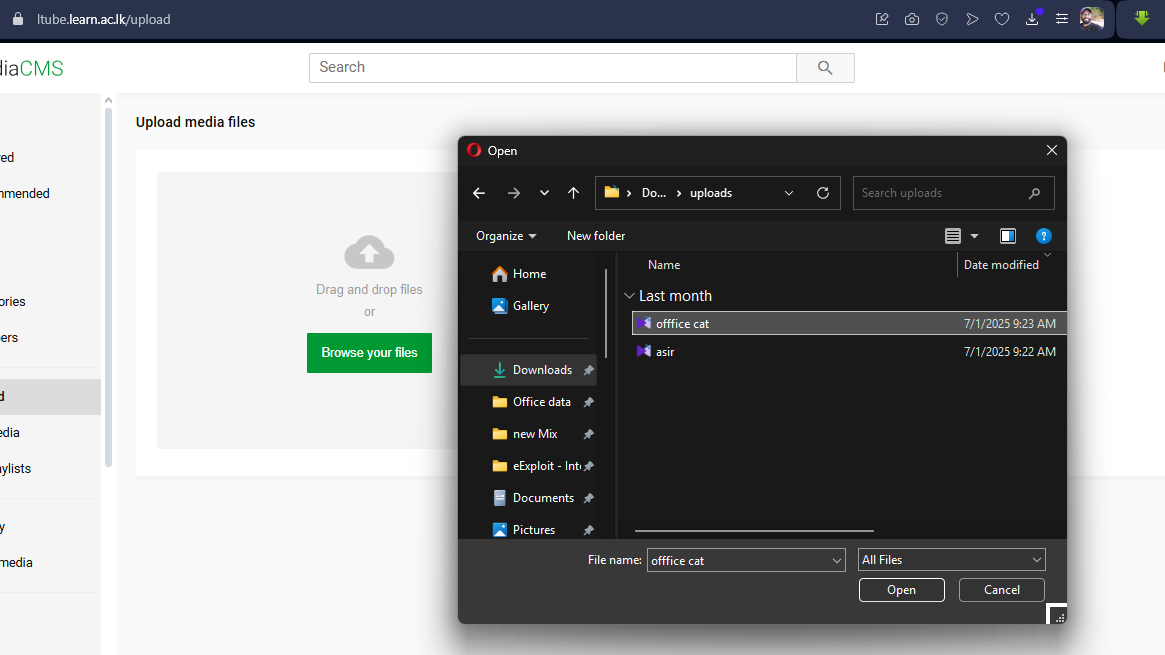 ltube.learn.ac.lk/upload
diaCMS
Search
red
mmended
ories
ers
d
edia
ylists
y
media
Upload media files
Drag and drop files
or
Browse your files
Open
Do... uploads
Search uploads
Organize New folder
?
Home
Gallery
Downloads
Office data
new Mix
eExploit - Int
Documents
Pictures
Name Date modified
Last month
offfice cat 7/1/2025 9:23 AM
asir 7/1/2025 9:22 AM
File name: offfice cat All Files
Open Cancel